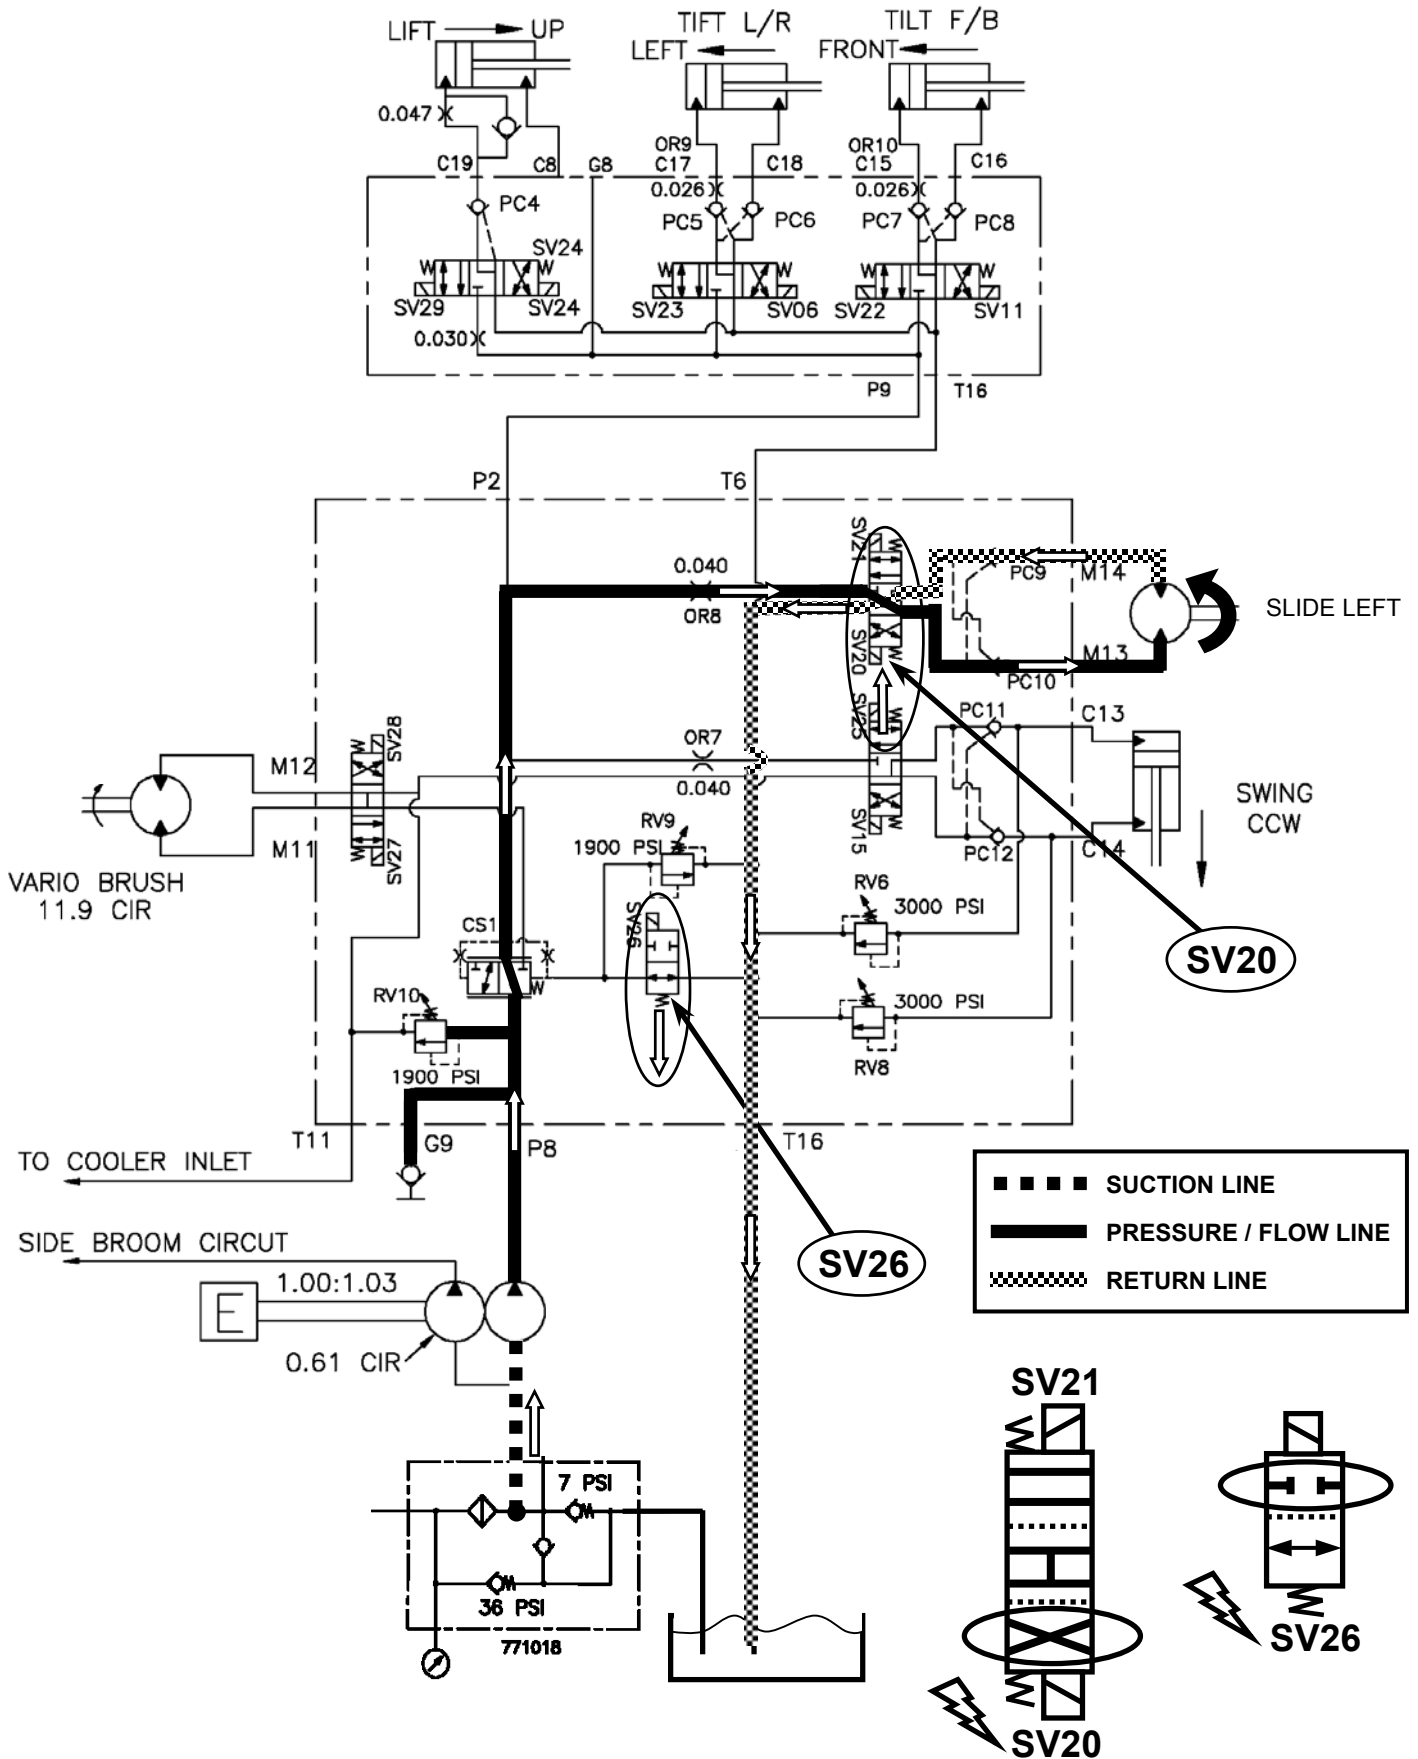 LIFT UP
TIFT L/R
LEFT
TILT F/B
FRONT
0.047
C19
C8
G8
OR9
C17
C18
OR10
C15
C16
0.026
0.026
PC4
PC5
PC6
PC7
PC8
SV24
SV29
SV24
SV23
SV06
SV22
SV11
0.030
P9
T16
P2
T6
SV21
0.040
OR8
SV20
PC9
M14
M13
PC10
SLIDE LEFT
SV28
M12
M11
SV27
VARIO BRUSH
11.9 CIR
OR7
0.040
SV25
SV15
PC11
C13
PC12
C14
SWING
CCW
RV9
1900 PSI
SV26
CS1
RV6
3000 PSI
SV20
RV10
1900 PSI
3000 PSI
RV8
T11
G9
P8
T16
TO COOLER INLET
SIDE BROOM CIRCUT
1.00:1.03
E
0.61 CIR
SV26
SUCTION LINE
PRESSURE / FLOW LINE
RETURN LINE
7 PSI
36 PSI
771018
SV21
SV20
SV26